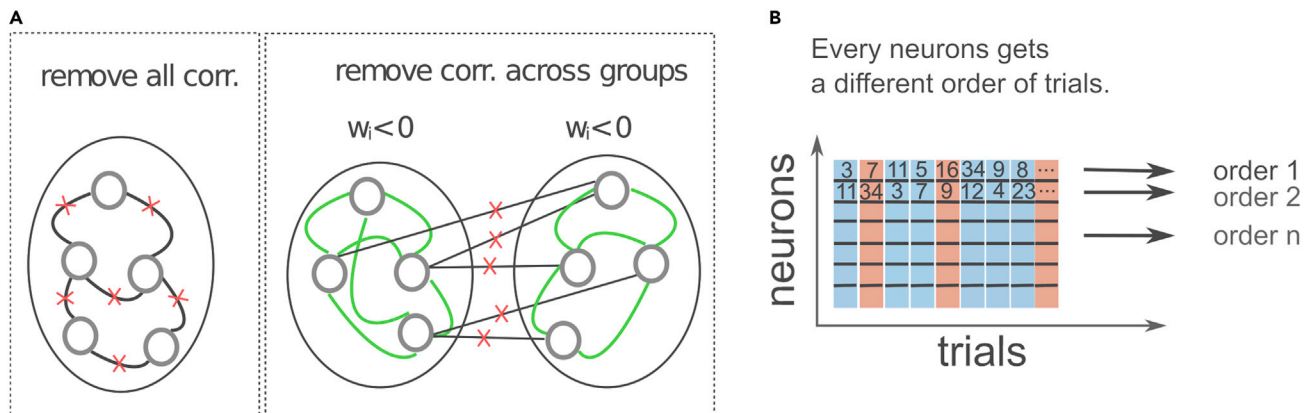 A
remove all corr.
remove corr. across groups
wᵢ<0
wᵢ<0
B
Every neurons gets
a different order of trials.
neurons
3 7 11 5 16 34 9 8 ...
11 34 3 7 9 12 4 23 ...
order 1
order 2
order n
trials